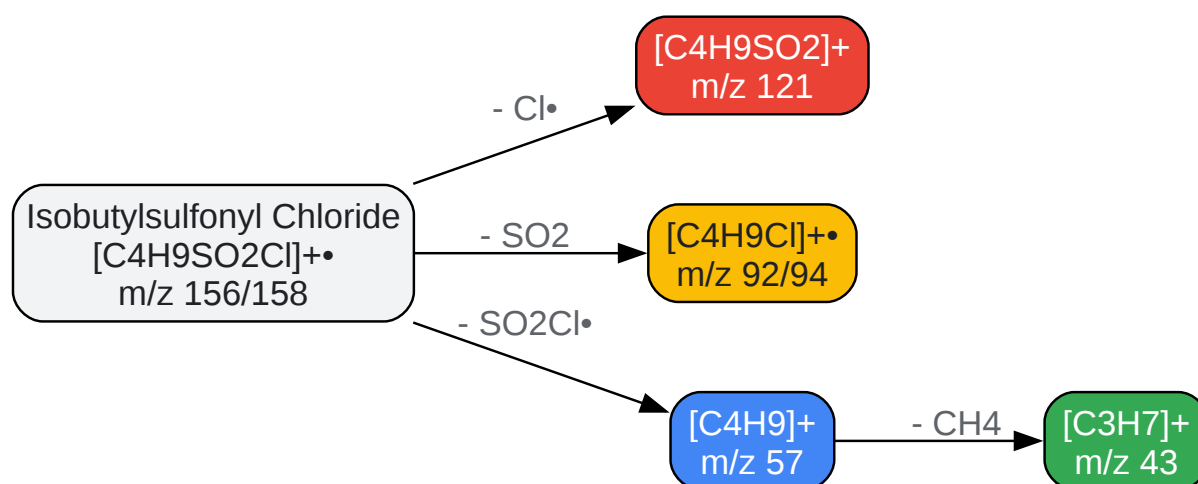 [C4H9SO2]+
m/z 121
- Cl•
Isobutylsulfonyl Chloride
[C4H9SO2Cl]+•
m/z 156/158
- SO2
[C4H9Cl]+•
m/z 92/94
- SO2Cl•
[C4H9]+
m/z 57
- CH4
[C3H7]+
m/z 43